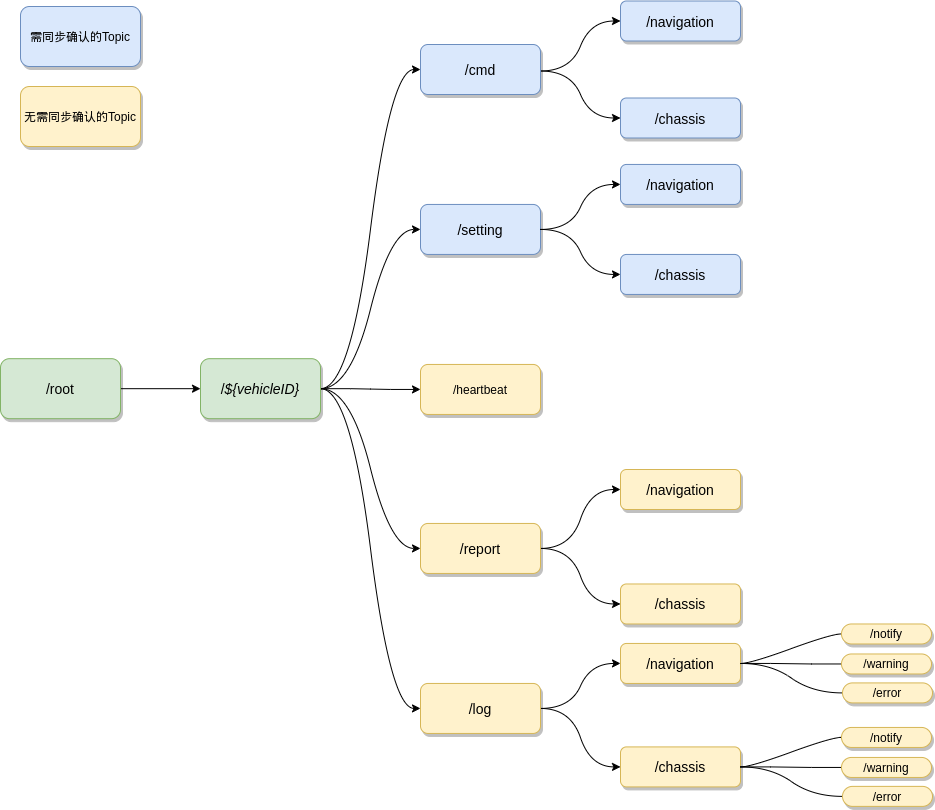 需同步确认的Topic
无需同步确认的Topic
/root
/${vehicleID}
/cmd
/navigation
/chassis
/setting
/navigation
/chassis
/heartbeat
/report
/navigation
/chassis
/log
/navigation
/notify
/warning
/error
/chassis
/notify
/warning
/error